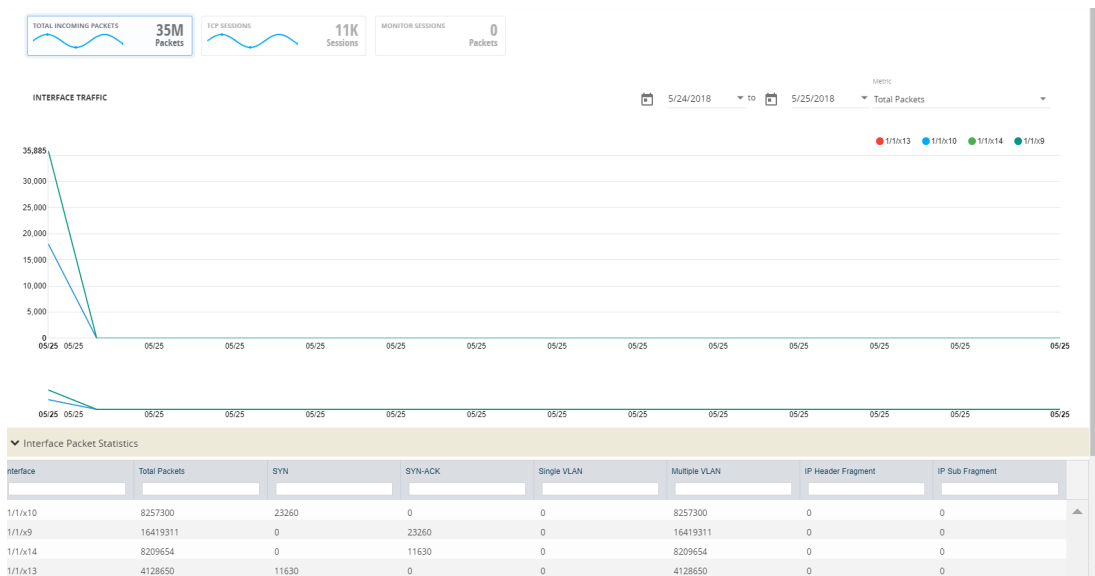 TOTAL INCOMING PACKETS 35M Packets
TCP SESSIONS 11K Sessions
MONITOR SESSIONS 0 Packets
Metric
INTERFACE TRAFFIC 5/24/2018 to 5/25/2018 Total Packets
1/1/x13 1/1/x10 1/1/x14 1/1/x9
35,885
30,000
25,000
20,000
15,000
10,000
5,000
0
05/25 05/25 05/25 05/25 05/25 05/25 05/25 05/25 05/25 05/25 05/25 05/25 05/25 05/25
05/25 05/25 05/25 05/25 05/25 05/25 05/25 05/25 05/25 05/25 05/25 05/25 05/25 05/25
Interface Packet Statistics
nterface Total Packets SYN SYN-ACK Single VLAN Multiple VLAN IP Header Fragment IP Sub Fragment
1/1/x10 8257300 23260 0 0 8257300 0 0
1/1/x9 16419311 0 23260 0 16419311 0 0
1/1/x14 8209654 0 11630 0 8209654 0 0
1/1/x13 4128650 11630 0 0 4128650 0 0